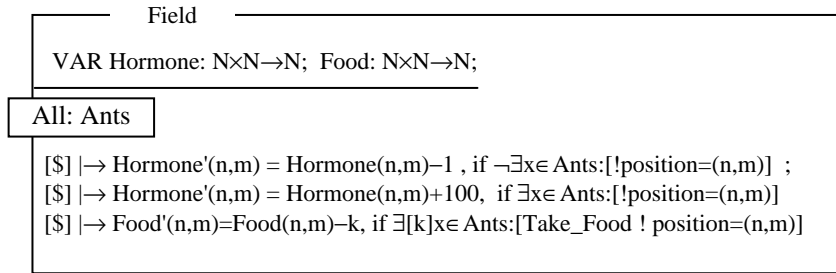 Field
VAR Hormone: N×N→N; Food: N×N→N;
All: Ants
[$] |→ Hormone'(n,m) = Hormone(n,m)−1 , if ¬∃x∈Ants:[!position=(n,m)] ;
[$] |→ Hormone'(n,m) = Hormone(n,m)+100, if ∃x∈Ants:[!position=(n,m)]
[$] |→ Food'(n,m)=Food(n,m)−k, if ∃[k]x∈Ants:[Take_Food ! position=(n,m)]